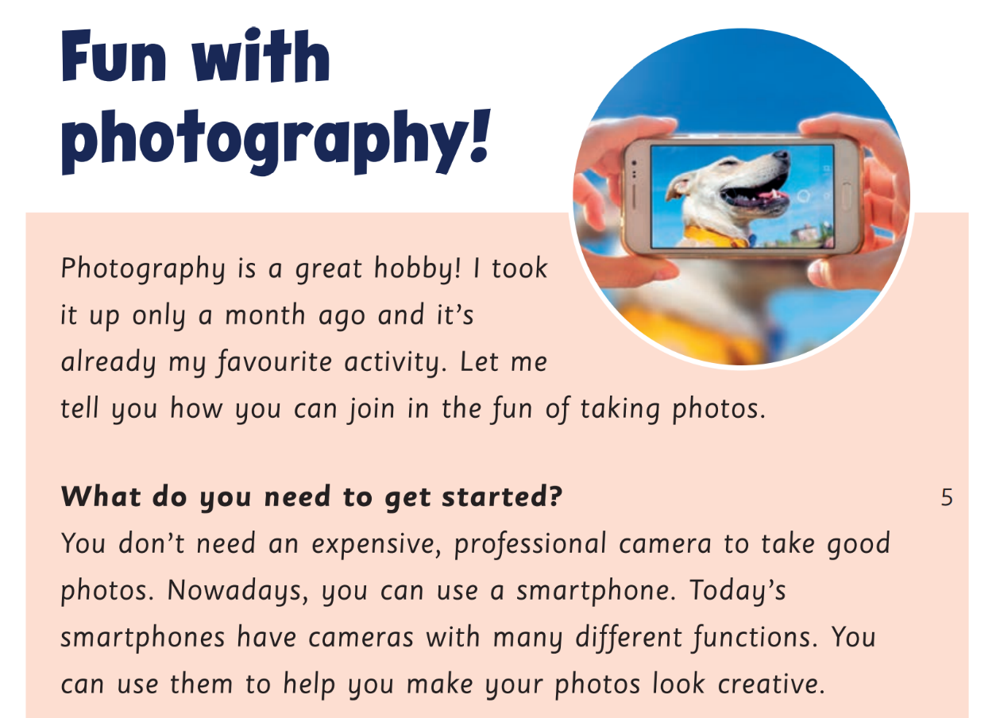 Fun with
photography!
Photography is a great hobby! I took
it up only a month ago and it's
already my favourite activity. Let me
tell you how you can join in the fun of taking photos.
What do you need to get started?
5
You don't need an expensive, professional camera to take good
photos. Nowadays, you can use a smartphone. Today's
smartphones have cameras with many different functions. You
can use them to help you make your photos look creative.